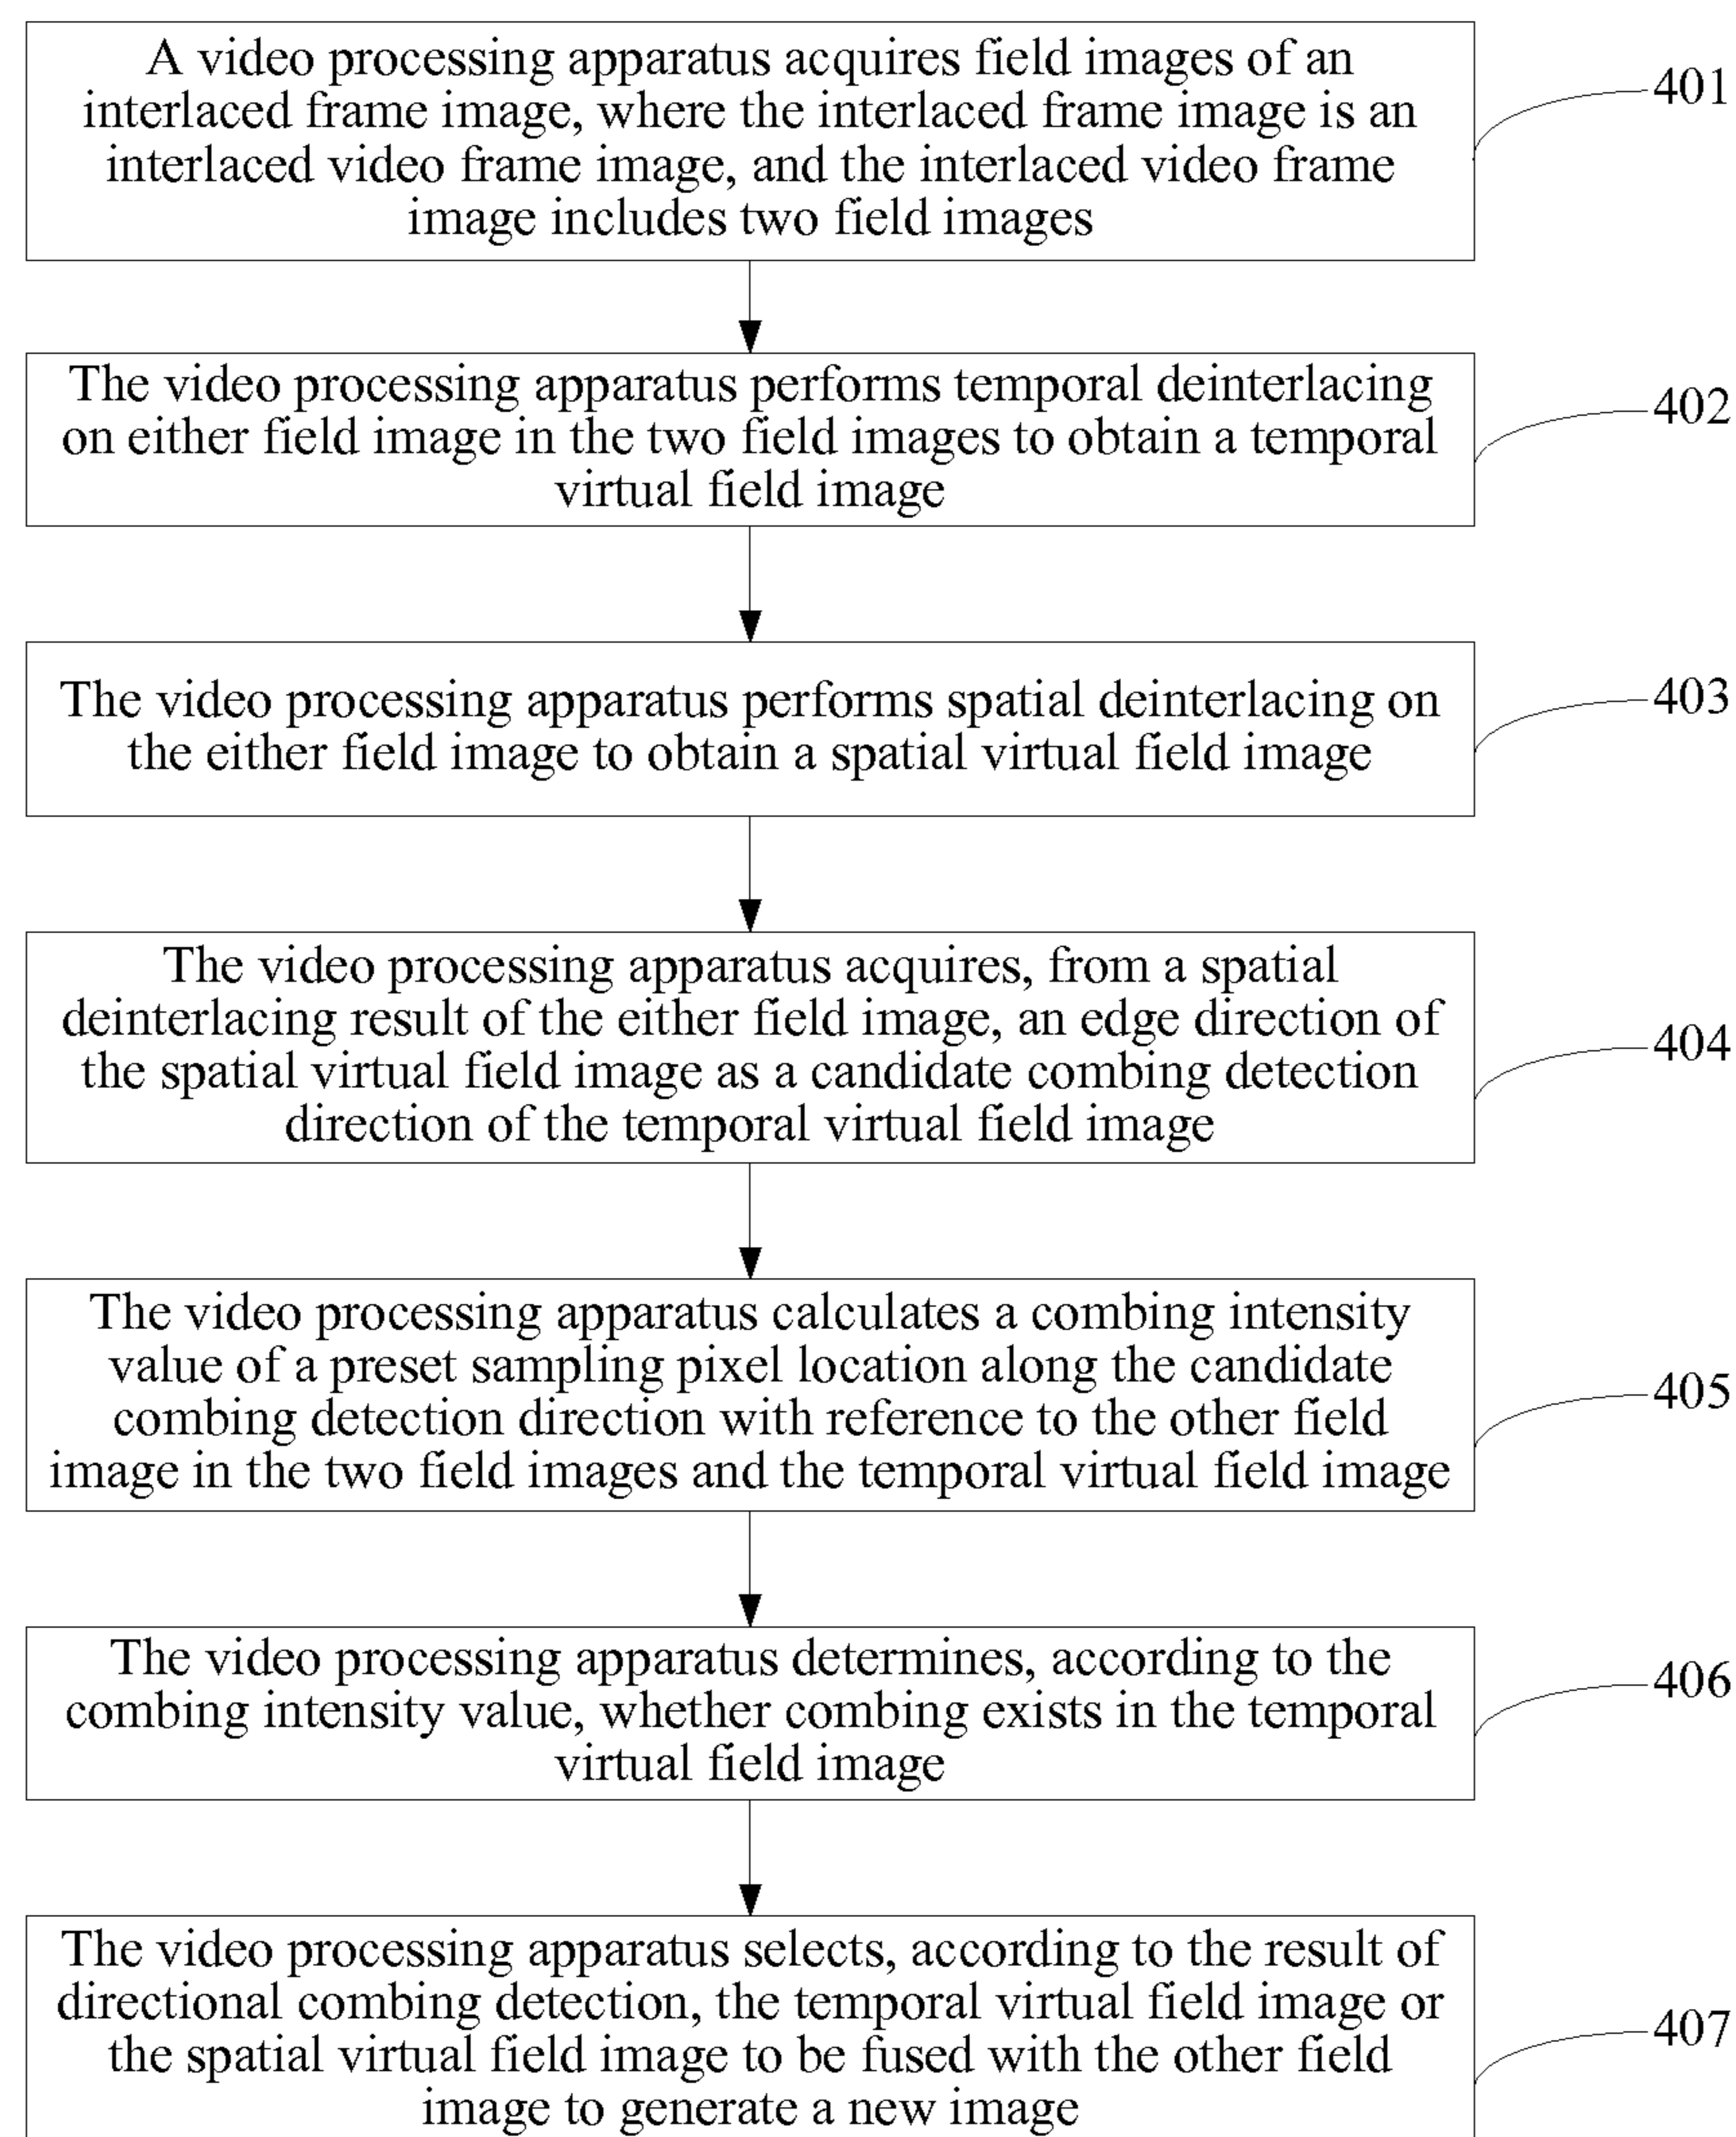 A video processing apparatus acquires field images of an
interlaced frame image, where the interlaced frame image is an
interlaced video frame image, and the interlaced video frame
image includes two field images
401
The video processing apparatus performs temporal deinterlacing
on either field image in the two field images to obtain a temporal
virtual field image
402
The video processing apparatus performs spatial deinterlacing on
the either field image to obtain a spatial virtual field image
403
The video processing apparatus acquires, from a spatial
deinterlacing result of the either field image, an edge direction of
the spatial virtual field image as a candidate combing detection
direction of the temporal virtual field image
404
The video processing apparatus calculates a combing intensity
value of a preset sampling pixel location along the candidate
combing detection direction with reference to the other field
image in the two field images and the temporal virtual field image
405
The video processing apparatus determines, according to the
combing intensity value, whether combing exists in the temporal
virtual field image
406
The video processing apparatus selects, according to the result of
directional combing detection, the temporal virtual field image or
the spatial virtual field image to be fused with the other field
image to generate a new image
407